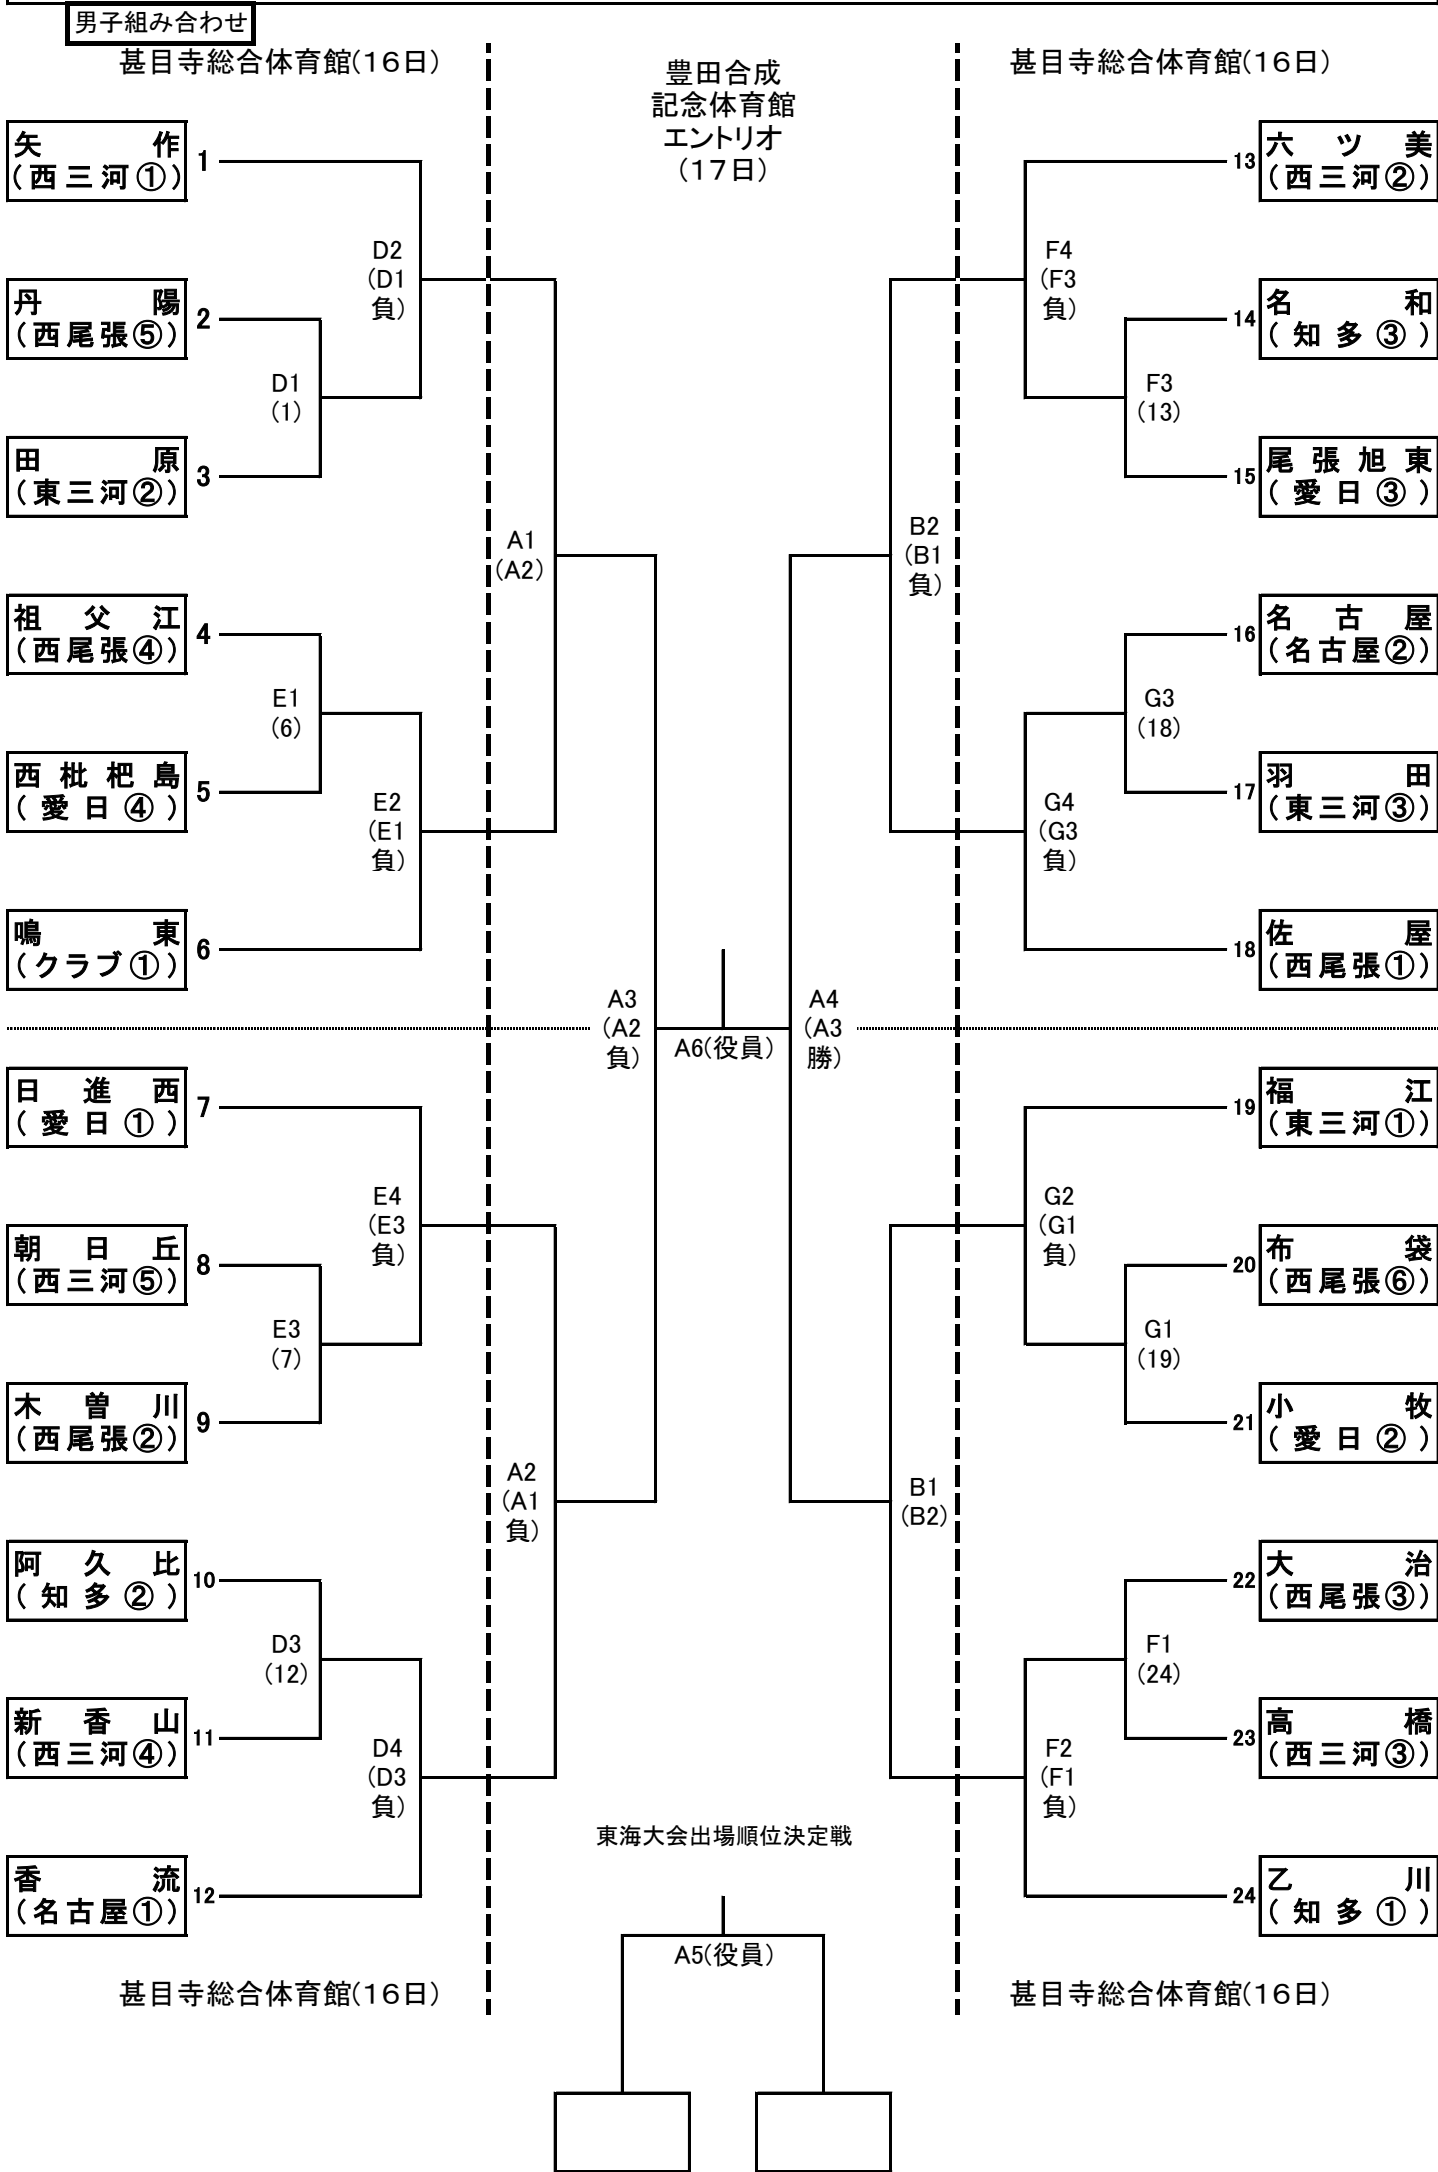 男子組み合わせ
甚目寺総合体育館(16日)
豊田合成
記念体育館
エントリオ
(17日)
甚目寺総合体育館(16日)
矢作
(西三河①)
1
丹陽
(西尾張⑤)
2
田原
(東三河②)
3
祖父江
(西尾張④)
4
西枇杷島
(愛日④)
5
鳴東
(クラブ①)
6
日進西
(愛日①)
7
朝日丘
(西三河⑤)
8
木曽川
(西尾張②)
9
阿久比
(知多②)
10
新香山
(西三河④)
11
香流
(名古屋①)
12
D2
(D1
負)
D1
(1)
E1
(6)
E2
(E1
負)
E4
(E3
負)
E3
(7)
D3
(12)
D4
(D3
負)
A1
(A2)
A2
(A1
負)
A3
(A2
負)
A6(役員)
A4
(A3
勝)
B2
(B1
負)
B1
(B2)
F4
(F3
負)
F3
(13)
G3
(18)
G4
(G3
負)
G2
(G1
負)
G1
(19)
F1
(24)
F2
(F1
負)
13
六ツ美
(西三河②)
14
名和
(知多③)
15
尾張旭東
(愛日③)
16
名古屋
(名古屋②)
17
羽田
(東三河③)
18
佐屋
(西尾張①)
19
福江
(東三河①)
20
布袋
(西尾張⑥)
21
小牧
(愛日②)
22
大治
(西尾張③)
23
高橋
(西三河③)
24
乙川
(知多①)
東海大会出場順位決定戦
A5(役員)
甚目寺総合体育館(16日)
甚目寺総合体育館(16日)